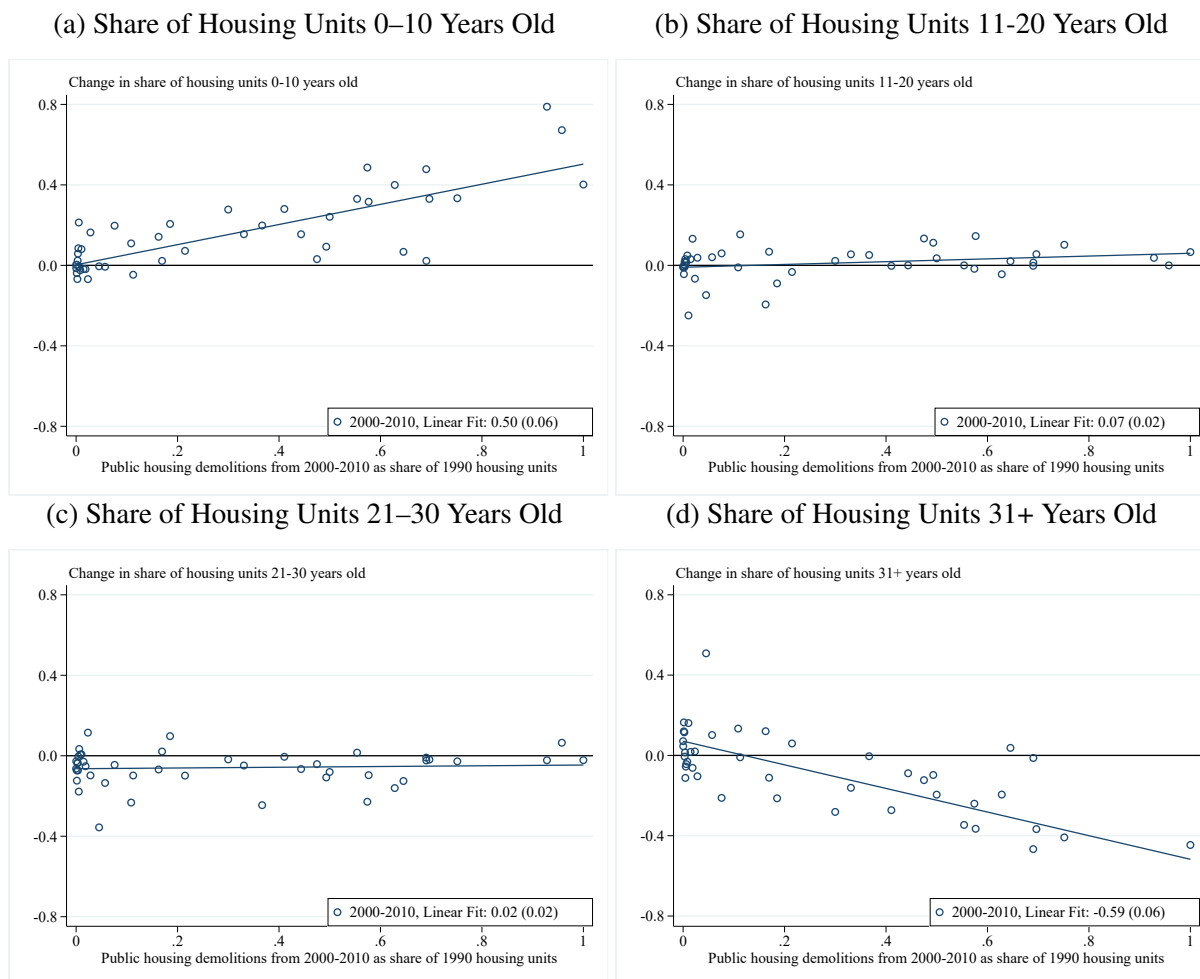 (a) Share of Housing Units 0–10 Years Old
Change in share of housing units 0-10 years old
0.8
0.4
0.0
-0.4
-0.8
2000-2010, Linear Fit: 0.50 (0.06)
0 .2 .4 .6 .8 1
Public housing demolitions from 2000-2010 as share of 1990 housing units
(b) Share of Housing Units 11-20 Years Old
Change in share of housing units 11-20 years old
0.8
0.4
0.0
-0.4
-0.8
2000-2010, Linear Fit: 0.07 (0.02)
0 .2 .4 .6 .8 1
Public housing demolitions from 2000-2010 as share of 1990 housing units
(c) Share of Housing Units 21–30 Years Old
Change in share of housing units 21-30 years old
0.8
0.4
0.0
-0.4
-0.8
2000-2010, Linear Fit: 0.02 (0.02)
0 .2 .4 .6 .8 1
Public housing demolitions from 2000-2010 as share of 1990 housing units
(d) Share of Housing Units 31+ Years Old
Change in share of housing units 31+ years old
0.8
0.4
0.0
-0.4
-0.8
2000-2010, Linear Fit: -0.59 (0.06)
0 .2 .4 .6 .8 1
Public housing demolitions from 2000-2010 as share of 1990 housing units